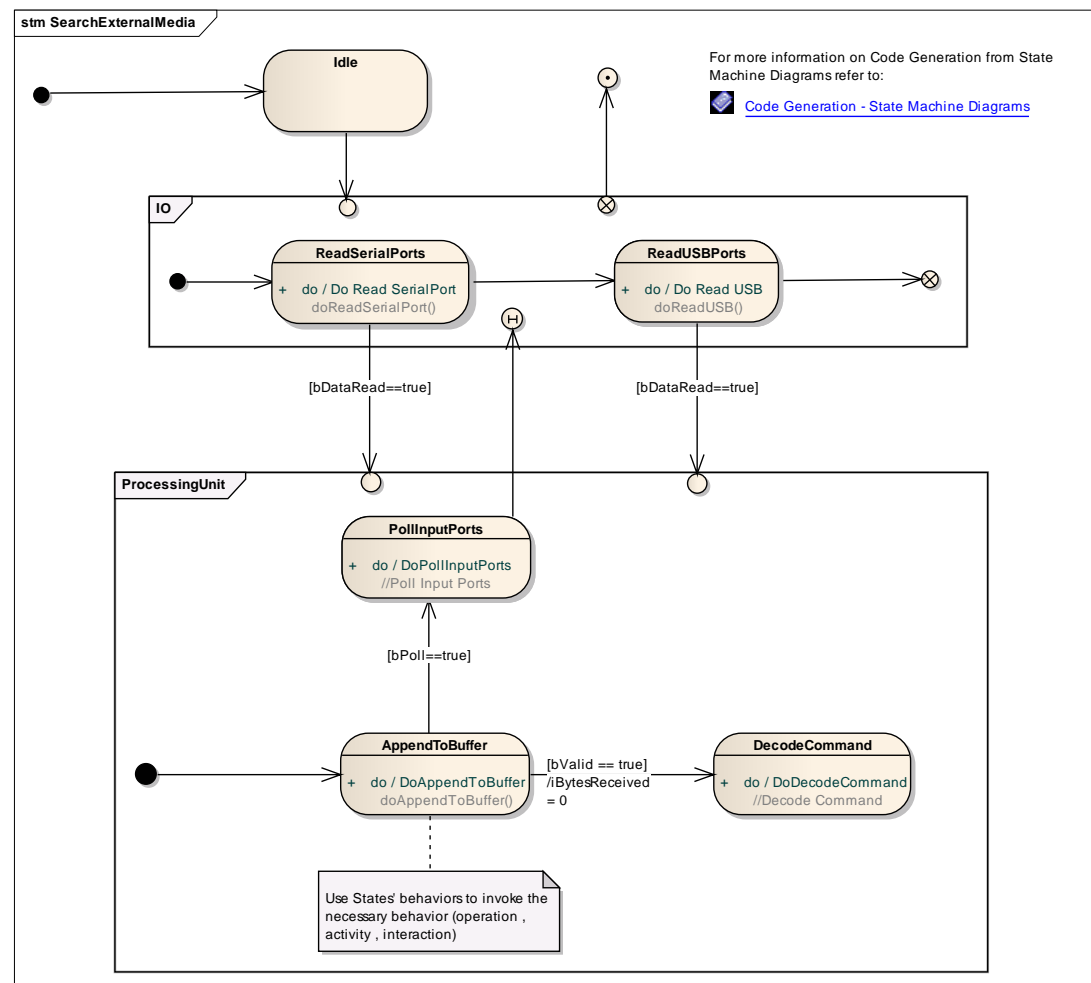 stm SearchExternalMedia
Idle
For more information on Code Generation from State
Machine Diagrams refer to:
Code Generation - State Machine Diagrams
IO
ReadSerialPorts
+ do / Do Read SerialPort
doReadSerialPort()
ReadUSBPorts
+ do / Do Read USB
doReadUSB()
H
[bDataRead==true]
[bDataRead==true]
ProcessingUnit
PollInputPorts
+ do / DoPollInputPorts
//Poll Input Ports
[bPoll==true]
AppendToBuffer
+ do / DoAppendToBuffer
doAppendToBuffer()
[bValid == true]
/iBytesReceived
= 0
DecodeCommand
+ do / DoDecodeCommand
//Decode Command
Use States' behaviors to invoke the
necessary behavior (operation ,
activity , interaction)